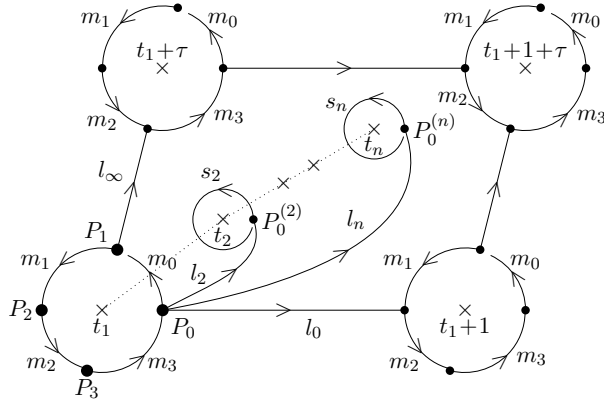 m₁ m₀ m₁ m₀
t₁+τ t₁+1+τ
m₂ m₃ m₂ m₃
sₙ
tₙ P₀⁽ⁿ⁾
l∞ s₂
t₂ P₀⁽²⁾
P₁ lₙ
m₁ m₀ l₂ m₁ m₀
P₂ t₁ P₀ l₀ t₁+1
m₂ m₃ m₂ m₃
P₃